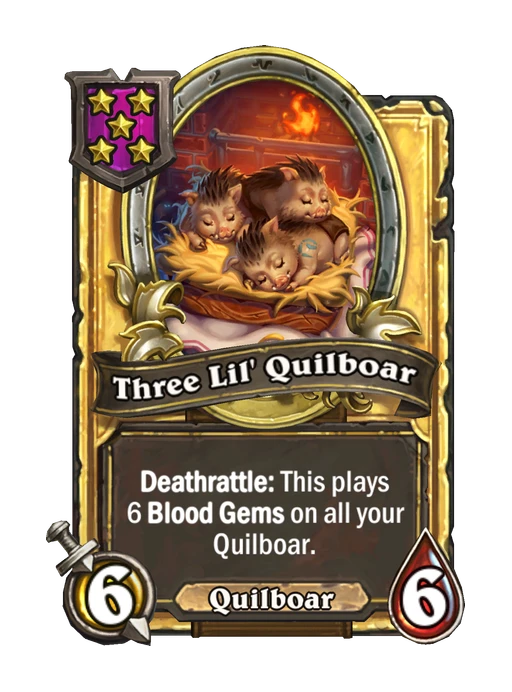 Three Lil' Quilboar
Deathrattle: This plays
6 Blood Gems on all your
Quilboar.
6
Quilboar
6